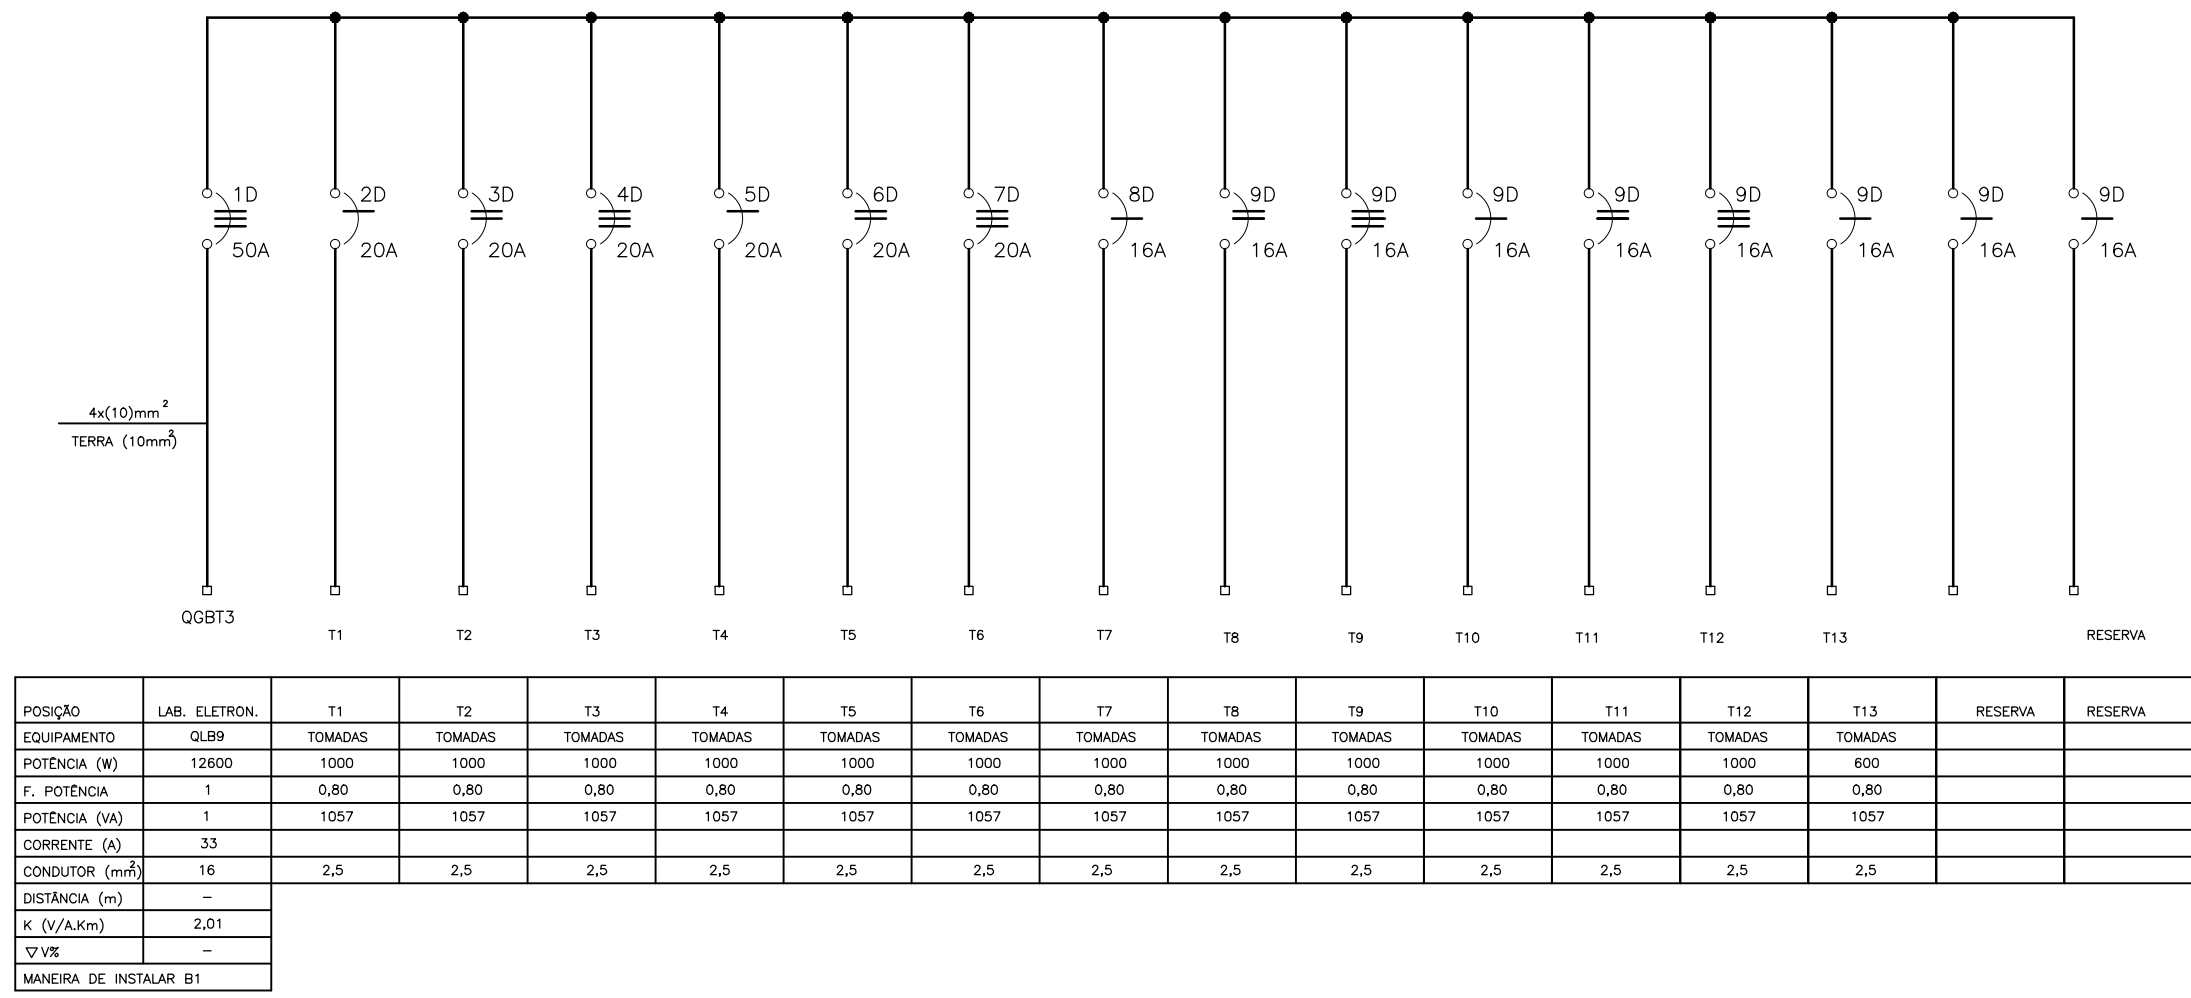 1D 2D 3D 4D 5D 6D 7D 8D 9D 9D 9D 9D 9D 9D 9D 9D
50A 20A 20A 20A 20A 20A 20A 16A 16A 16A 16A 16A 16A 16A 16A 16A
4x(10)mm²
TERRA (10mm²)
QGBT3
T1 T2 T3 T4 T5 T6 T7 T8 T9 T10 T11 T12 T13 RESERVA
POSIÇÃO LAB. ELETRON. T1 T2 T3 T4 T5 T6 T7 T8 T9 T10 T11 T12 T13 RESERVA RESERVA
EQUIPAMENTO QLB9 TOMADAS TOMADAS TOMADAS TOMADAS TOMADAS TOMADAS TOMADAS TOMADAS TOMADAS TOMADAS TOMADAS TOMADAS TOMADAS
POTÊNCIA (W) 12600 1000 1000 1000 1000 1000 1000 1000 1000 1000 1000 1000 1000 600
F. POTÊNCIA 1 0,80 0,80 0,80 0,80 0,80 0,80 0,80 0,80 0,80 0,80 0,80 0,80 0,80
POTÊNCIA (VA) 1 1057 1057 1057 1057 1057 1057 1057 1057 1057 1057 1057 1057 1057
CORRENTE (A) 33
CONDUTOR (mm²) 16 2,5 2,5 2,5 2,5 2,5 2,5 2,5 2,5 2,5 2,5 2,5 2,5 2,5
DISTÂNCIA (m) –
K (V/A.Km) 2,01
▽V% –
MANEIRA DE INSTALAR B1